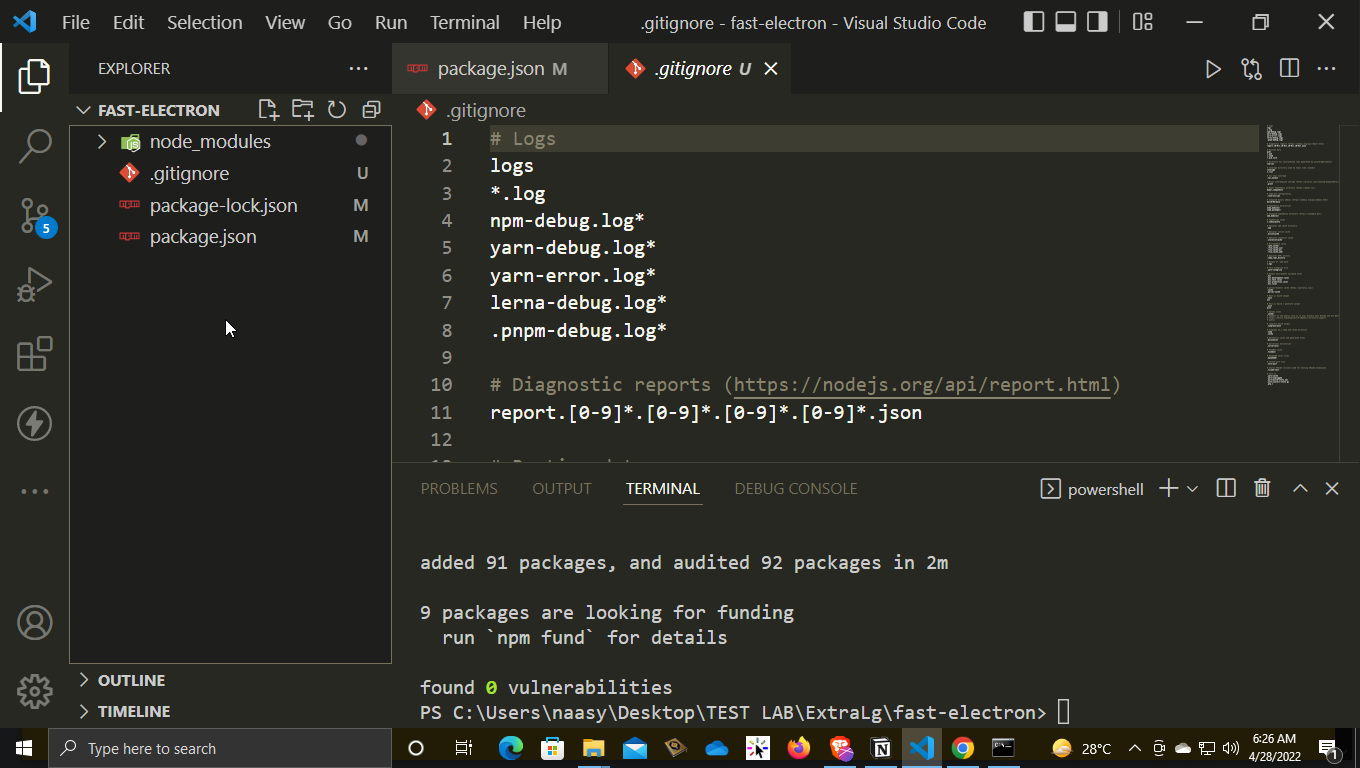 File Edit Selection View Go Run Terminal Help
.gitignore - fast-electron - Visual Studio Code
EXPLORER
package.json M
.gitignore U
FAST-ELECTRON
.gitignore
node_modules
.gitignore U
package-lock.json M
package.json M
5
1 # Logs
2 logs
3 *.log
4 npm-debug.log*
5 yarn-debug.log*
6 yarn-error.log*
7 lerna-debug.log*
8 .pnpm-debug.log*
9
10 # Diagnostic reports (https://nodejs.org/api/report.html)
11 report.[0-9]*.[0-9]*.[0-9]*.[0-9]*.json
12
PROBLEMS OUTPUT TERMINAL DEBUG CONSOLE
powershell
added 91 packages, and audited 92 packages in 2m
9 packages are looking for funding
run `npm fund` for details
found 0 vulnerabilities
PS C:\Users\naasy\Desktop\TEST LAB\ExtraLg\fast-electron>
OUTLINE
TIMELINE
Type here to search
28°C
6:26 AM
4/28/2022
1